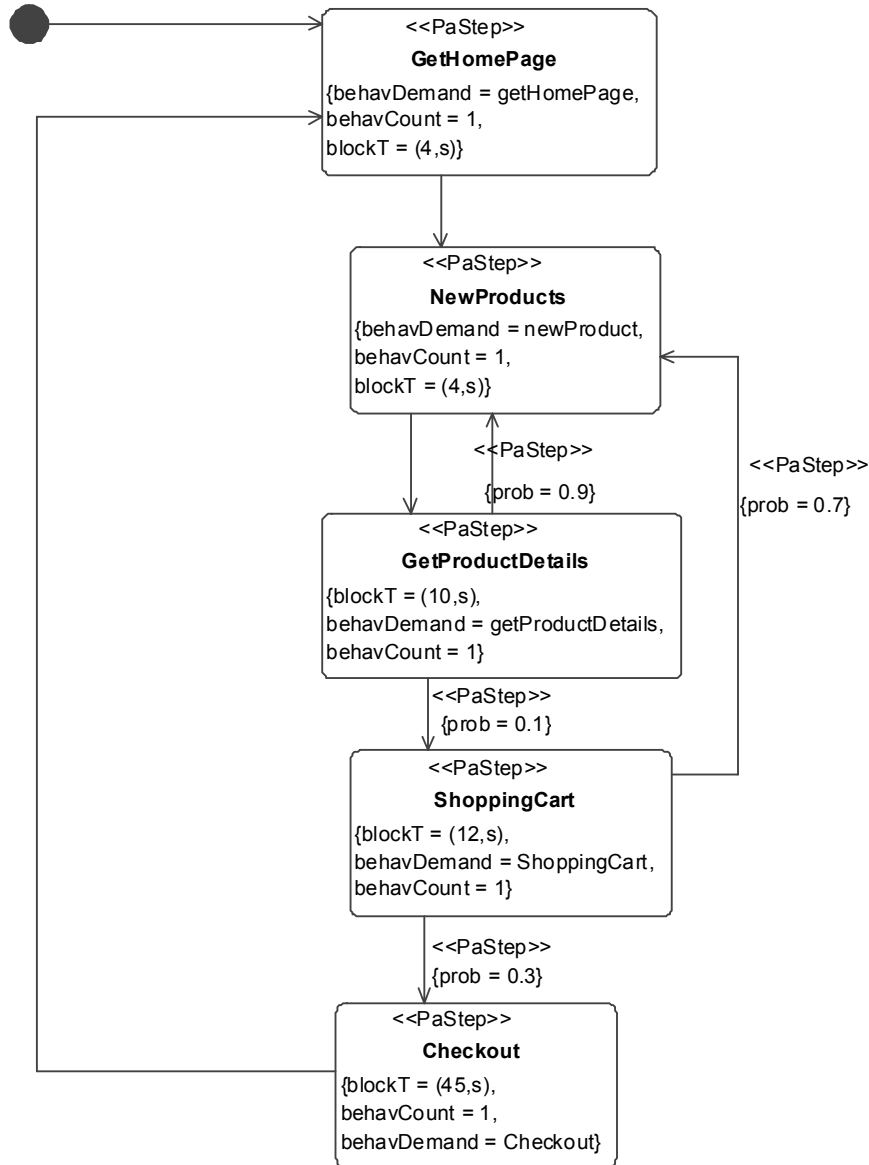 <<PaStep>>
GetHomePage
{behavDemand = getHomePage,
behavCount = 1,
blockT = (4,s)}
<<PaStep>>
NewProducts
{behavDemand = newProduct,
behavCount = 1,
blockT = (4,s)}
<<PaStep>>
{prob = 0.9}
<<PaStep>>
{prob = 0.7}
<<PaStep>>
GetProductDetails
{blockT = (10,s),
behavDemand = getProductDetails,
behavCount = 1}
<<PaStep>>
{prob = 0.1}
<<PaStep>>
ShoppingCart
{blockT = (12,s),
behavDemand = ShoppingCart,
behavCount = 1}
<<PaStep>>
{prob = 0.3}
<<PaStep>>
Checkout
{blockT = (45,s),
behavCount = 1,
behavDemand = Checkout}